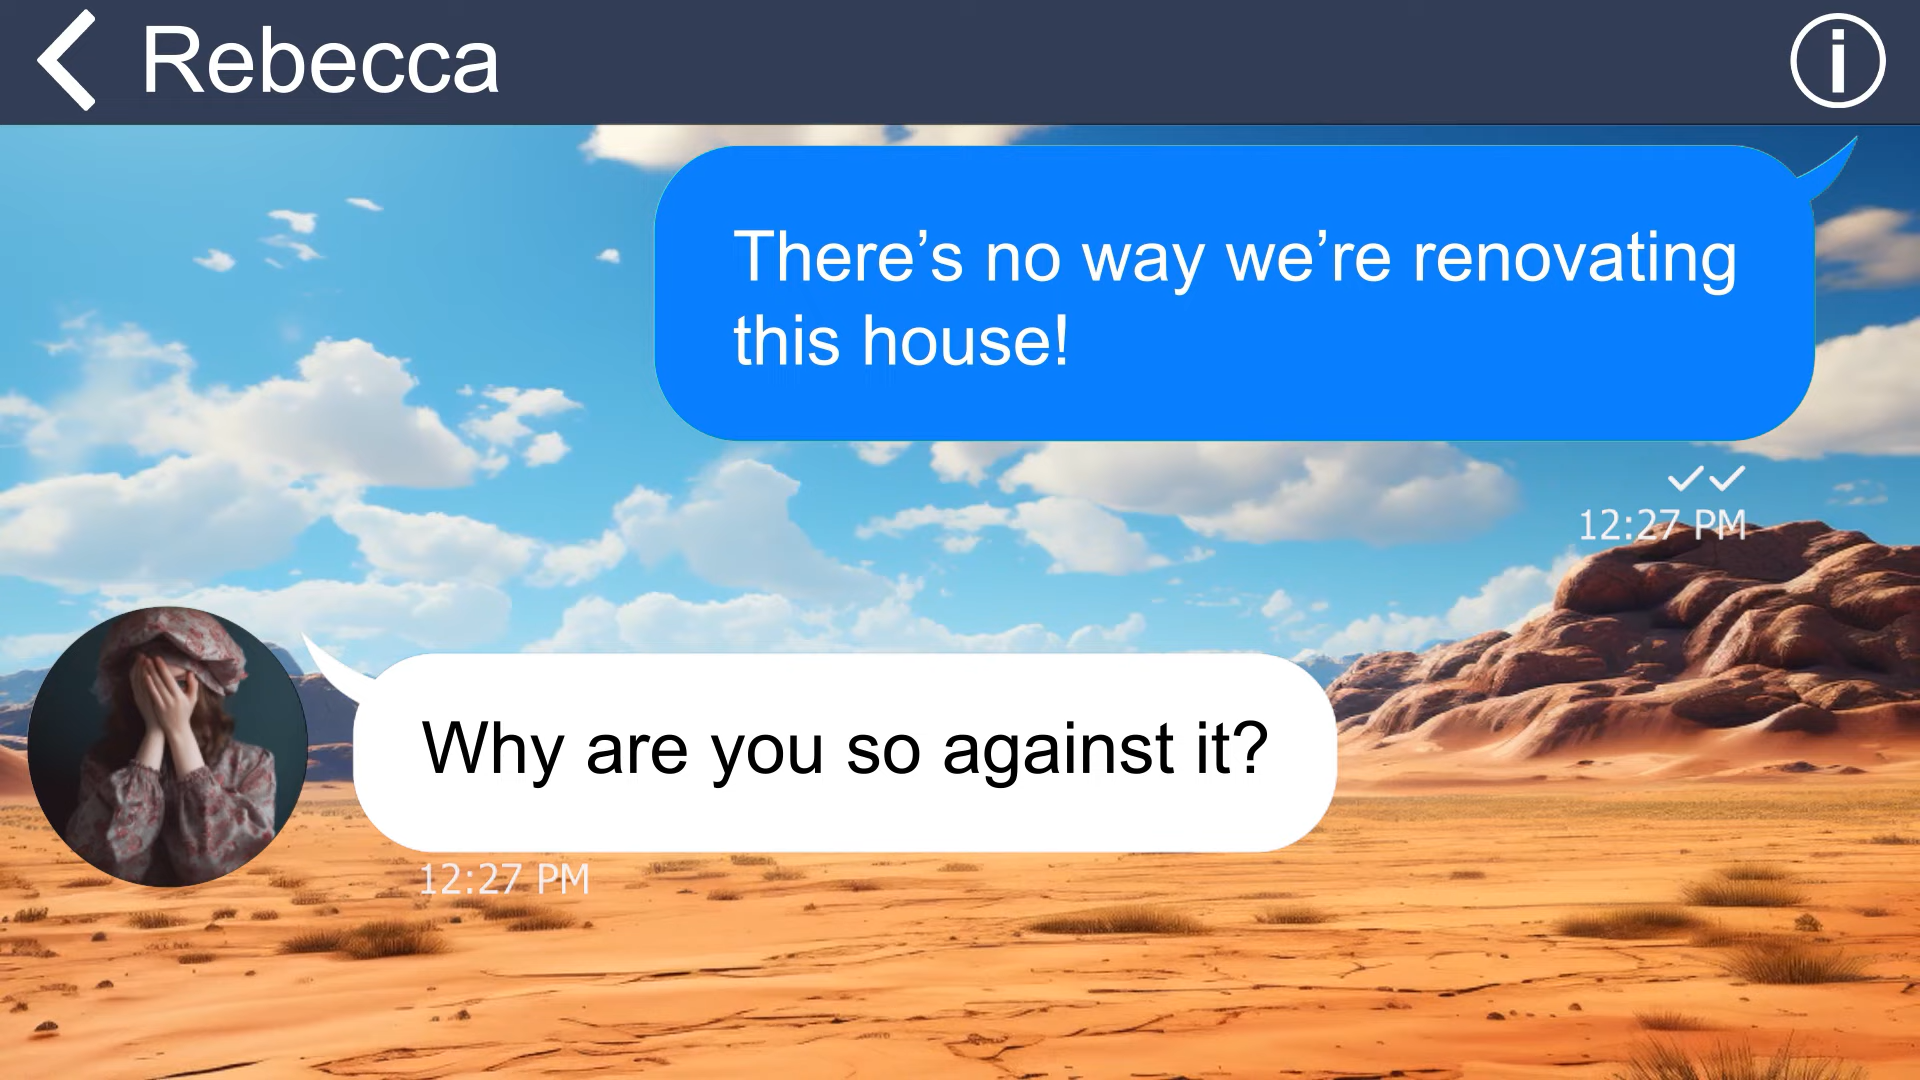 Rebecca
There’s no way we’re renovating
this house!
12:27 PM
Why are you so against it?
12:27 PM